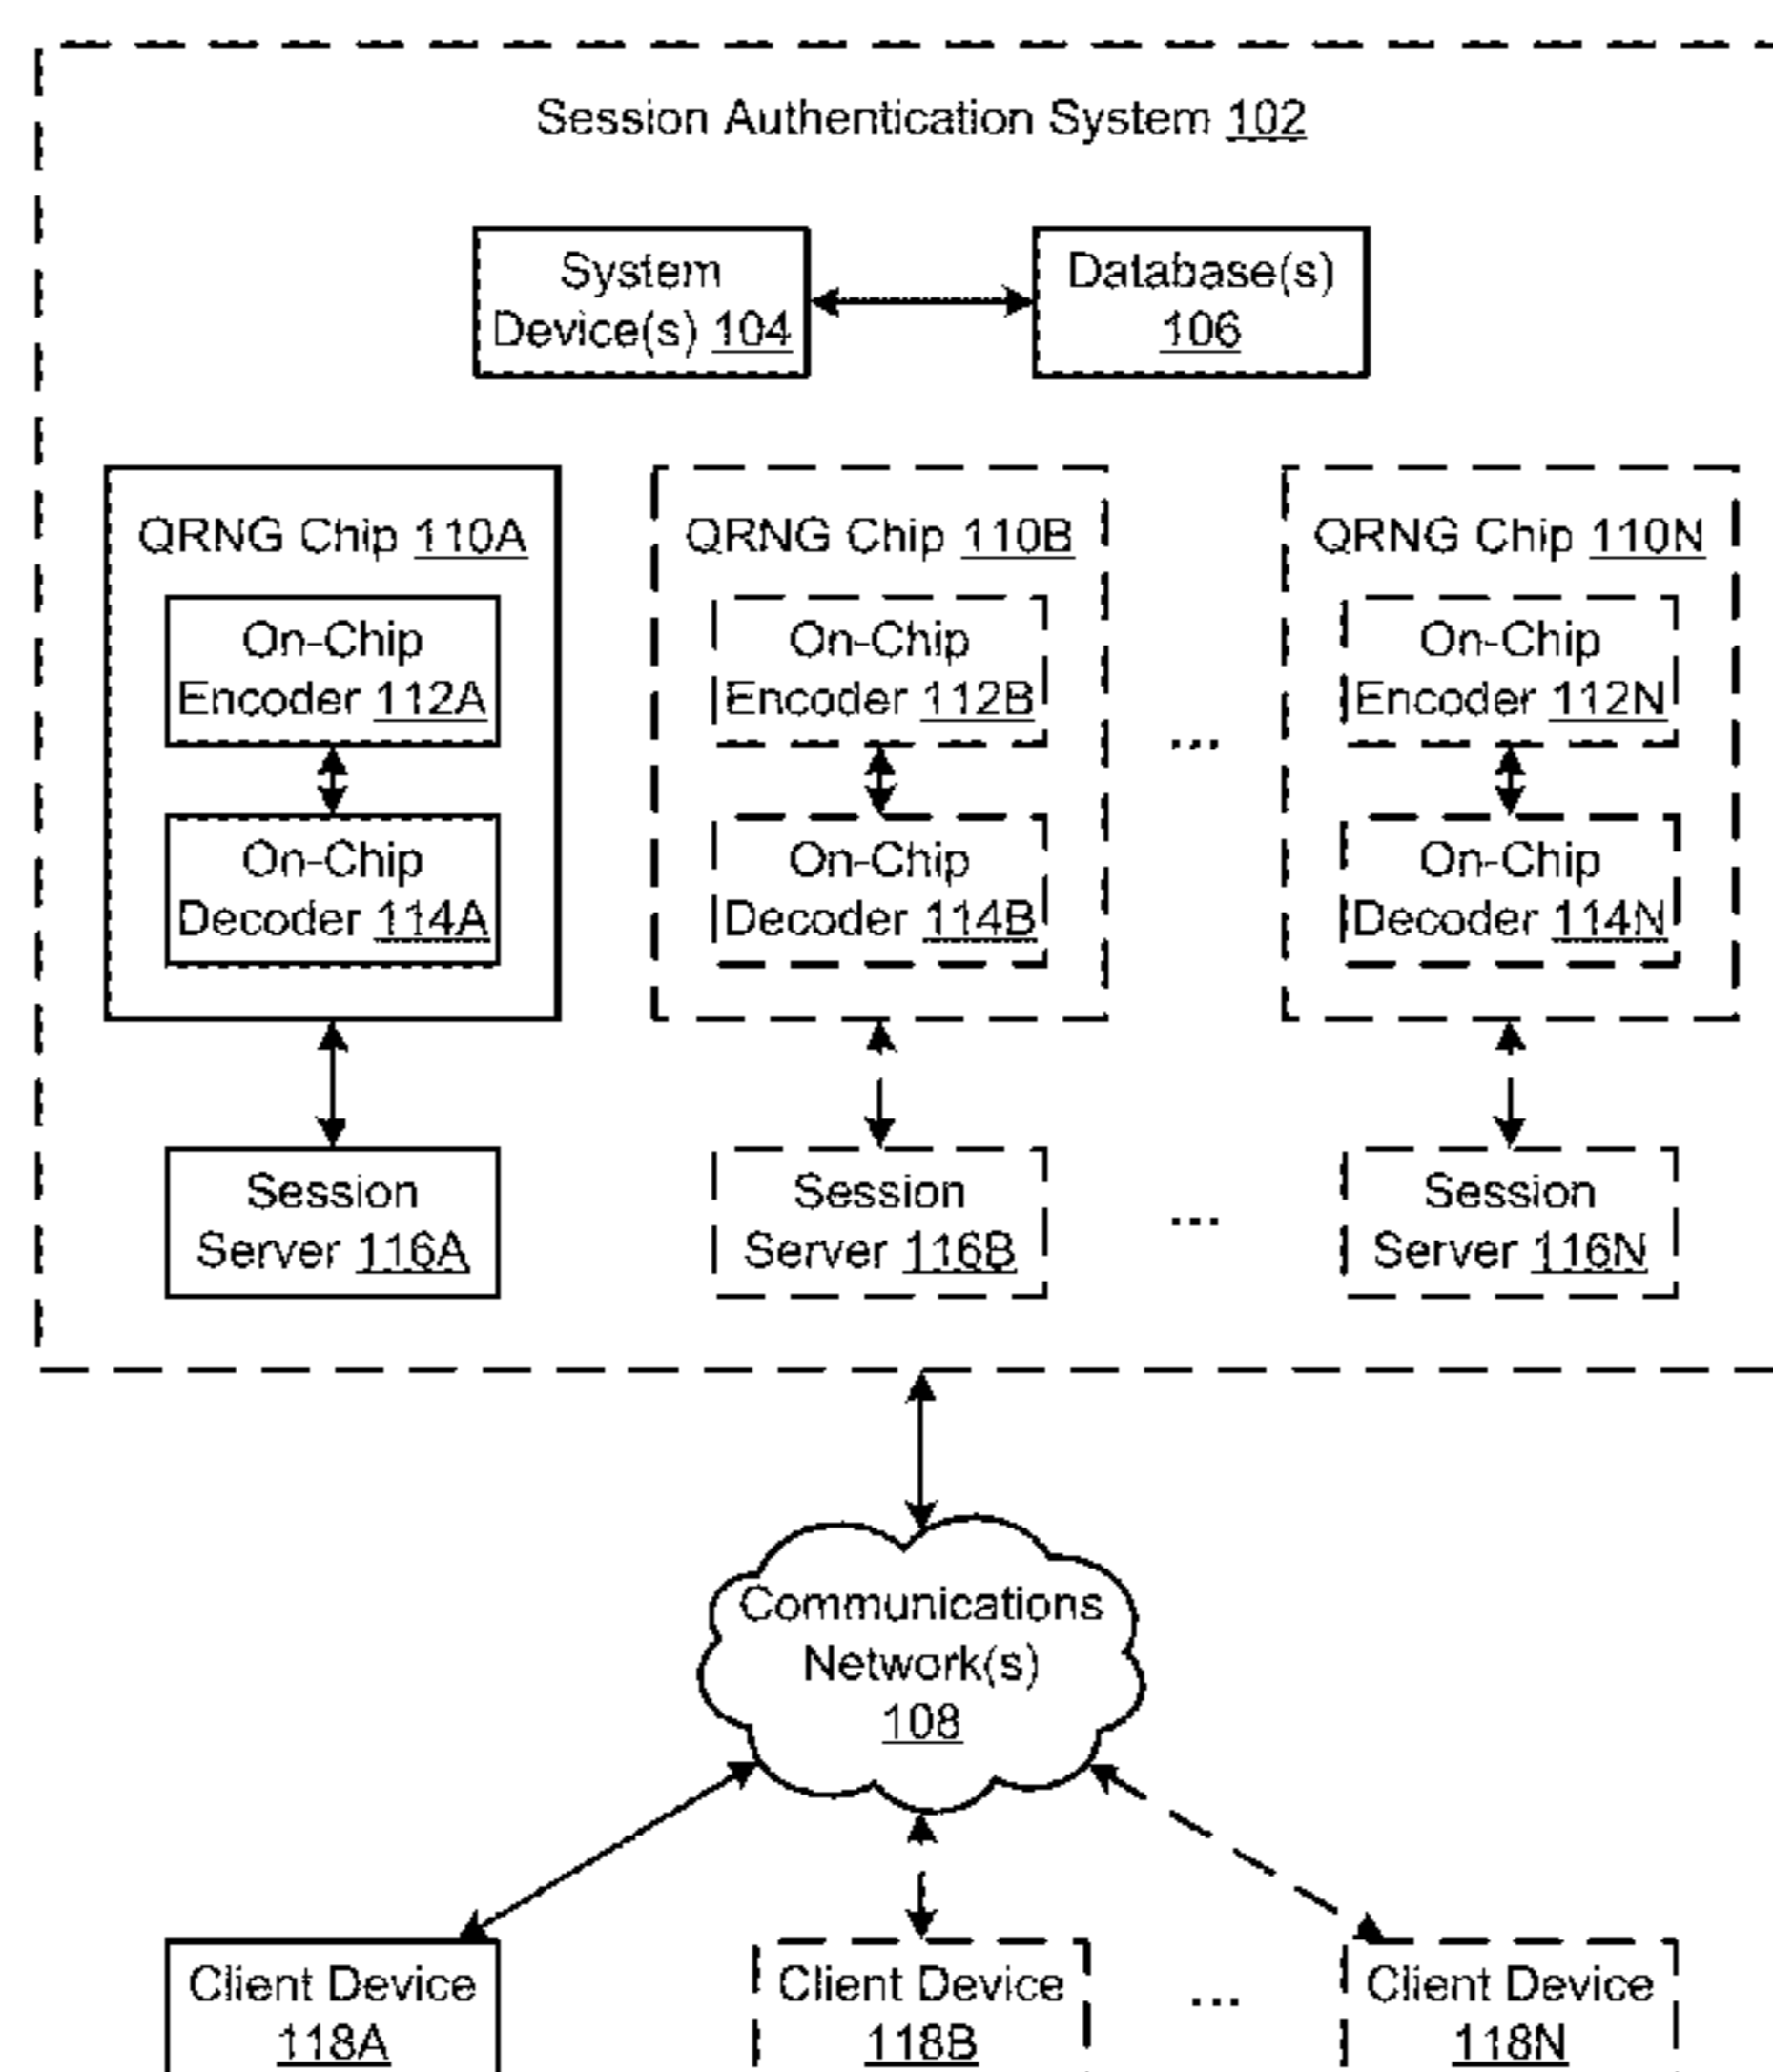 Session Authentication System 102
System
Device(s) 104
Database(s)
106
QRNG Chip 110A
On-Chip
Encoder 112A
On-Chip
Decoder 114A
QRNG Chip 110B
On-Chip
Encoder 112B
On-Chip
Decoder 114B
...
QRNG Chip 110N
On-Chip
Encoder 112N
On-Chip
Decoder 114N
Session
Server 116A
Session
Server 116B
...
Session
Server 116N
Communications
Network(s)
108
Client Device
118A
Client Device
118B
...
Client Device
118N